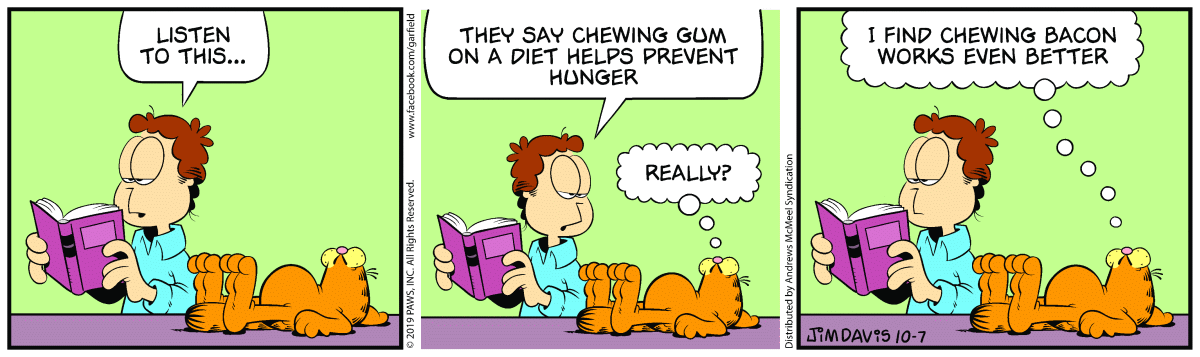 LISTEN
TO THIS...
www.facebook.com/garfield
© 2019 PAWS, INC. All Rights Reserved.
THEY SAY CHEWING GUM
ON A DIET HELPS PREVENT
HUNGER
REALLY?
Distributed by Andrews McMeel Syndication
I FIND CHEWING BACON
WORKS EVEN BETTER
JIM DAVIS 10-7